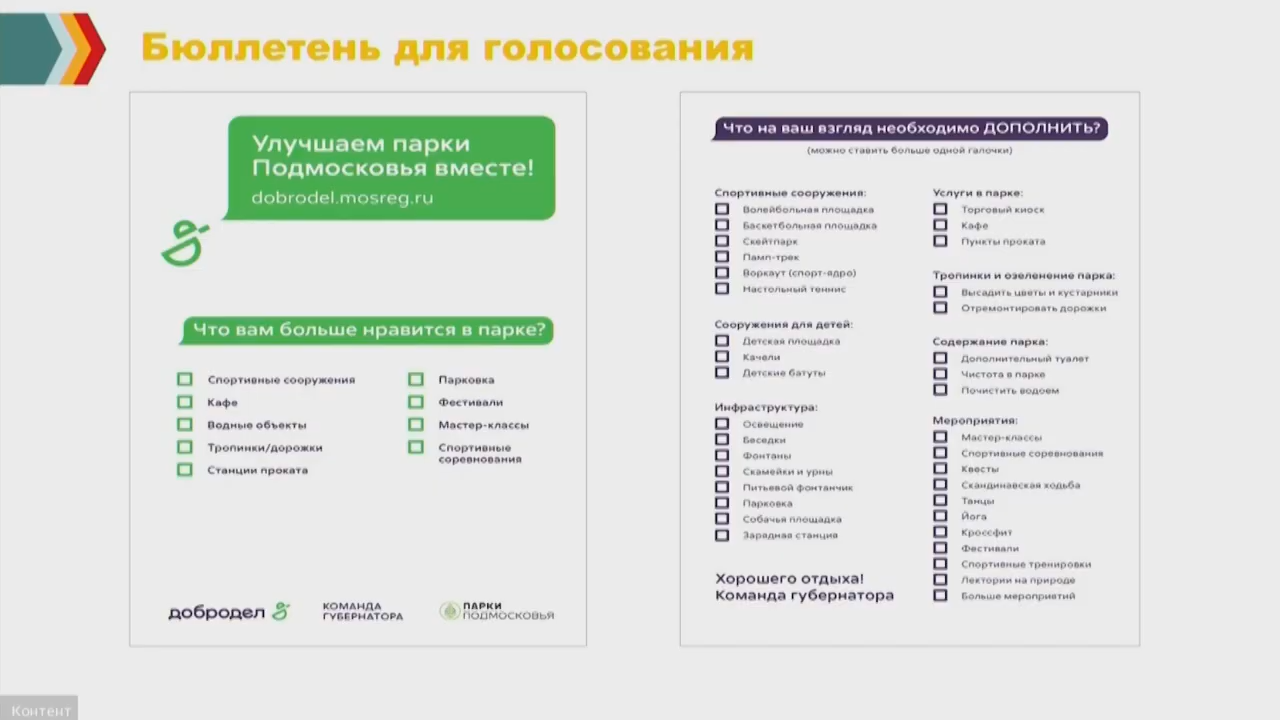 Бюллетень для голосования
Улучшаем парки
Подмосковья вместе!
dobrodel.mosreg.ru
Что вам больше нравится в парке?
Спортивные сооружения
Кафе
Водные объекты
Тропинки/дорожки
Станции проката
Парковка
Фестивали
Мастер-классы
Спортивные
соревнования
добродел
КОМАНДА
ГУБЕРНАТОРА
ПАРКИ
ПОДМОСКОВЬЯ
Что на ваш взгляд необходимо ДОПОЛНИТЬ?
(можно ставить больше одной галочки)
Спортивные сооружения:
Волейбольная площадка
Баскетбольная площадка
Скейтпарк
Памп-трек
Воркаут (спорт-ядро)
Настольный теннис
Сооружения для детей:
Детская площадка
Качели
Детские батуты
Инфраструктура:
Освещение
Беседки
Фонтаны
Скамейки и урны
Питьевой фонтанчик
Парковка
Собачья площадка
Зарядная станция
Хорошего отдыха!
Команда губернатора
Услуги в парке:
Торговый киоск
Кафе
Пункты проката
Тропинки и озеленение парка:
Высадить цветы и кустарники
Отремонтировать дорожки
Содержание парка:
Дополнительный туалет
Чистота в парке
Почистить водоем
Мероприятия:
Мастер-классы
Спортивные соревнования
Квесты
Скандинавская ходьба
Танцы
Йога
Кроссфит
Фестивали
Спортивные тренировки
Лектории на природе
Больше мероприятий
Контент